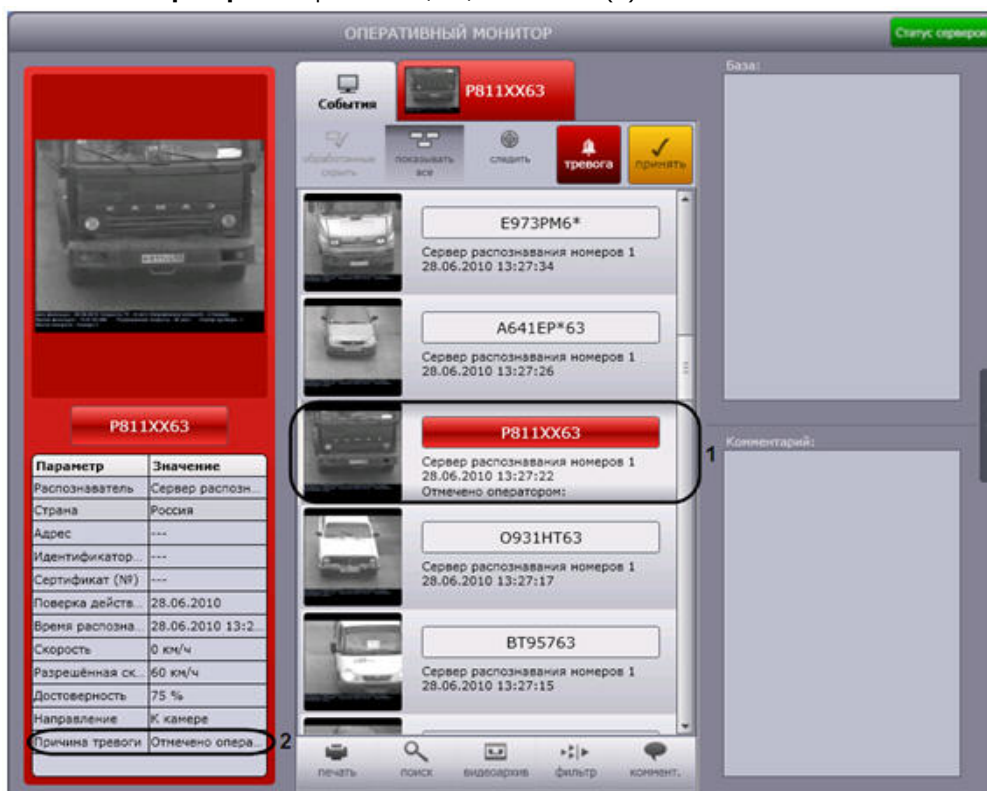 ОПЕРАТИВНЫЙ МОНИТОР
Статус серверов
P811XX63
Параметр Значение
Распознаватель Сервер распозн...
Страна Россия
Адрес ---
Идентификатор... ---
Сертификат (№) ---
Поверка действ... 28.06.2010
Время распозна... 28.06.2010 13:2...
Скорость 0 км/ч
Разрешённая ск... 60 км/ч
Достоверность 75 %
Направление К камере
Причина тревоги Отмечено опера...
2
События
P811XX63
обработанные скрыть
показывать все
следить
тревога
принять
E973PM6*
Сервер распознавания номеров 1
28.06.2010 13:27:34
A641EP*63
Сервер распознавания номеров 1
28.06.2010 13:27:26
P811XX63
Сервер распознавания номеров 1
28.06.2010 13:27:22
Отмечено оператором:
1
O931HT63
Сервер распознавания номеров 1
28.06.2010 13:27:17
BT95763
Сервер распознавания номеров 1
28.06.2010 13:27:15
печать
поиск
видеоархив
фильтр
коммент.
База:
Комментарий: